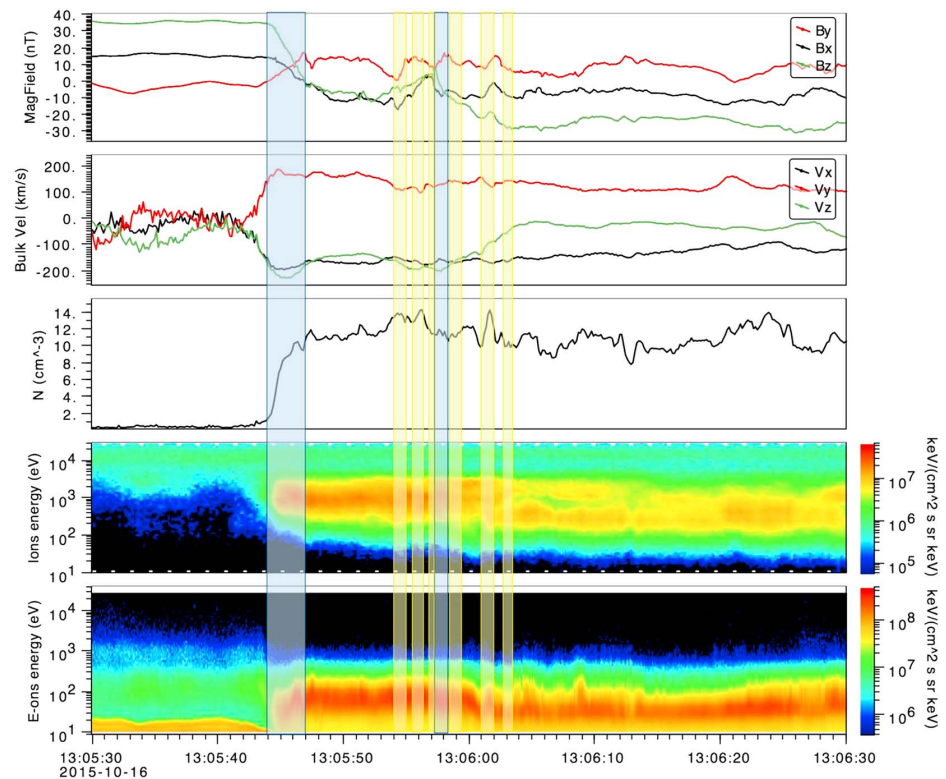 MagField (nT)
40.
30.
20.
10.
0.
-10.
-20.
-30.
By
Bx
Bz
Bulk Vel (km/s)
200.
100.
0.
-100.
-200.
Vx
Vy
Vz
N (cm^-3)
14.
12.
10.
8.
6.
4.
2.
Ions energy (eV)
10^4
10^3
10^2
10^1
10^7
10^6
10^5
keV/(cm^2 s sr keV)
E-ons energy (eV)
10^4
10^3
10^2
10^1
10^8
10^7
10^6
keV/(cm^2 s sr keV)
13:05:30 13:05:40 13:05:50 13:06:00 13:06:10 13:06:20 13:06:30
2015-10-16